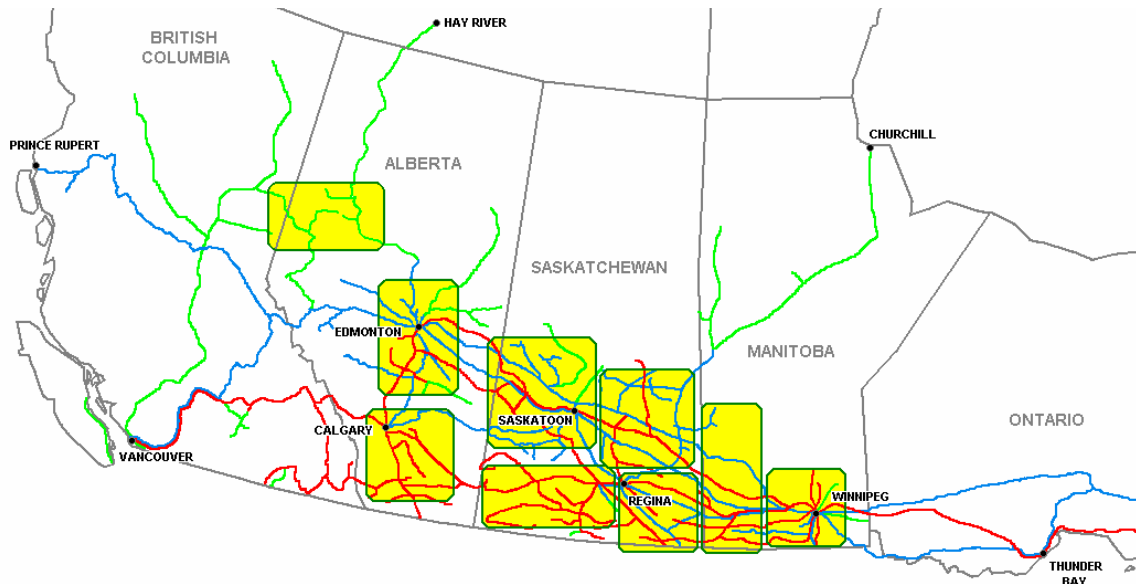 HAY RIVER
BRITISH
COLUMBIA
CHURCHILL
PRINCE RUPERT
ALBERTA
SASKATCHEWAN
EDMONTON
MANITOBA
SASKATOON
ONTARIO
CALGARY
VANCOUVER
REGINA
WINNIPEG
THUNDER
BAY